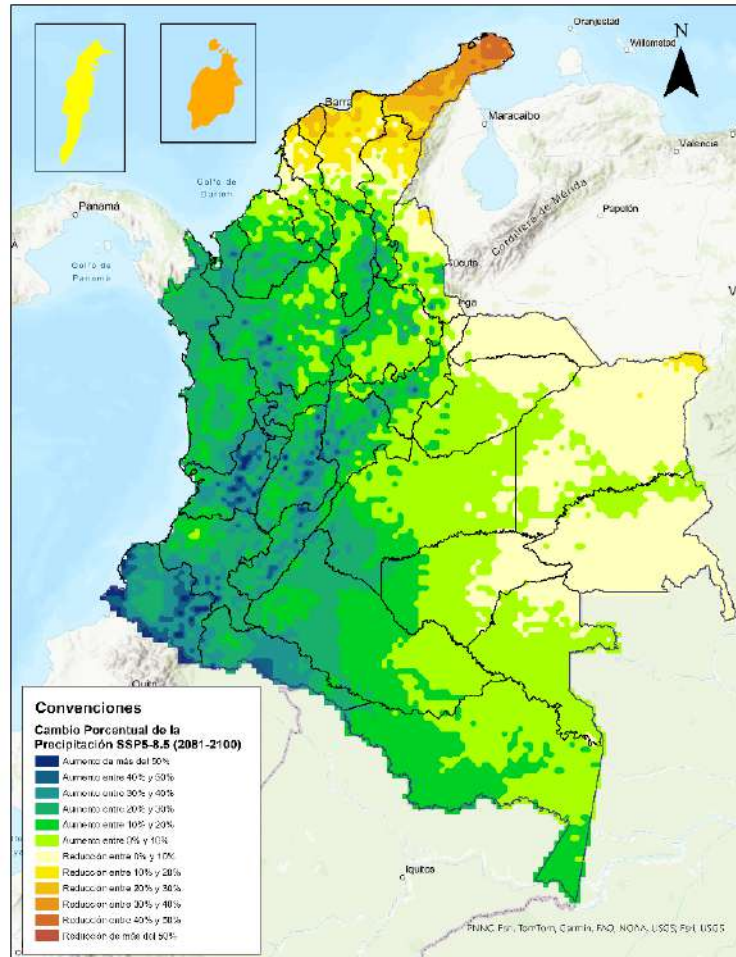 Oranjestad
Willemstad
N
Barra
Maracaibo
Valencia
Golfo de
Panamá
Cordillera de Mérida
Papelón
Golfo de
Panamá
Cúcuta
Quito
Convenciones
Cambio Porcentual de la
Precipitación SSP5-8.5 (2081-2100)
Aumento de más del 50%
Aumento entre 40% y 50%
Aumento entre 30% y 40%
Aumento entre 20% y 30%
Aumento entre 10% y 20%
Aumento entre 0% y 10%
Reducción entre 0% y 10%
Reducción entre 10% y 20%
Reducción entre 20% y 30%
Reducción entre 30% y 40%
Reducción entre 40% y 50%
Reducción de más del 50%
Iquitos
PNNC, Esri, TomTom, Garmin, FAO, NOAA, USGS, Esri, USGS